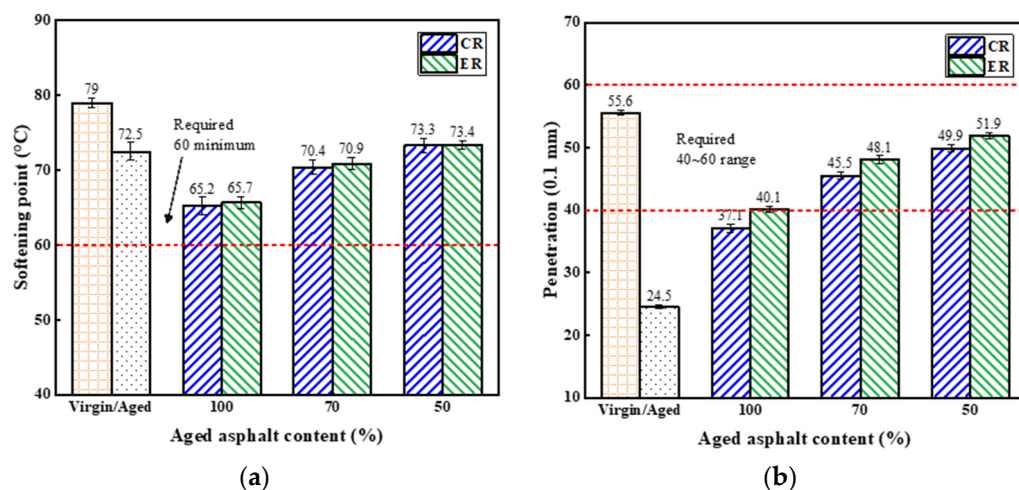 90
80
70
60
50
40
Softening point (°C)
CR
ER
79
72.5
Required
60 minimum
65.2
65.7
70.4
70.9
73.3
73.4
Virgin/Aged
100
70
50
Aged asphalt content (%)
(a)
70
60
50
40
30
20
10
Penetration (0.1 mm)
CR
ER
55.6
24.5
Required
40~60 range
37.1
40.1
45.5
48.1
49.9
51.9
Virgin/Aged
100
70
50
Aged asphalt content (%)
(b)